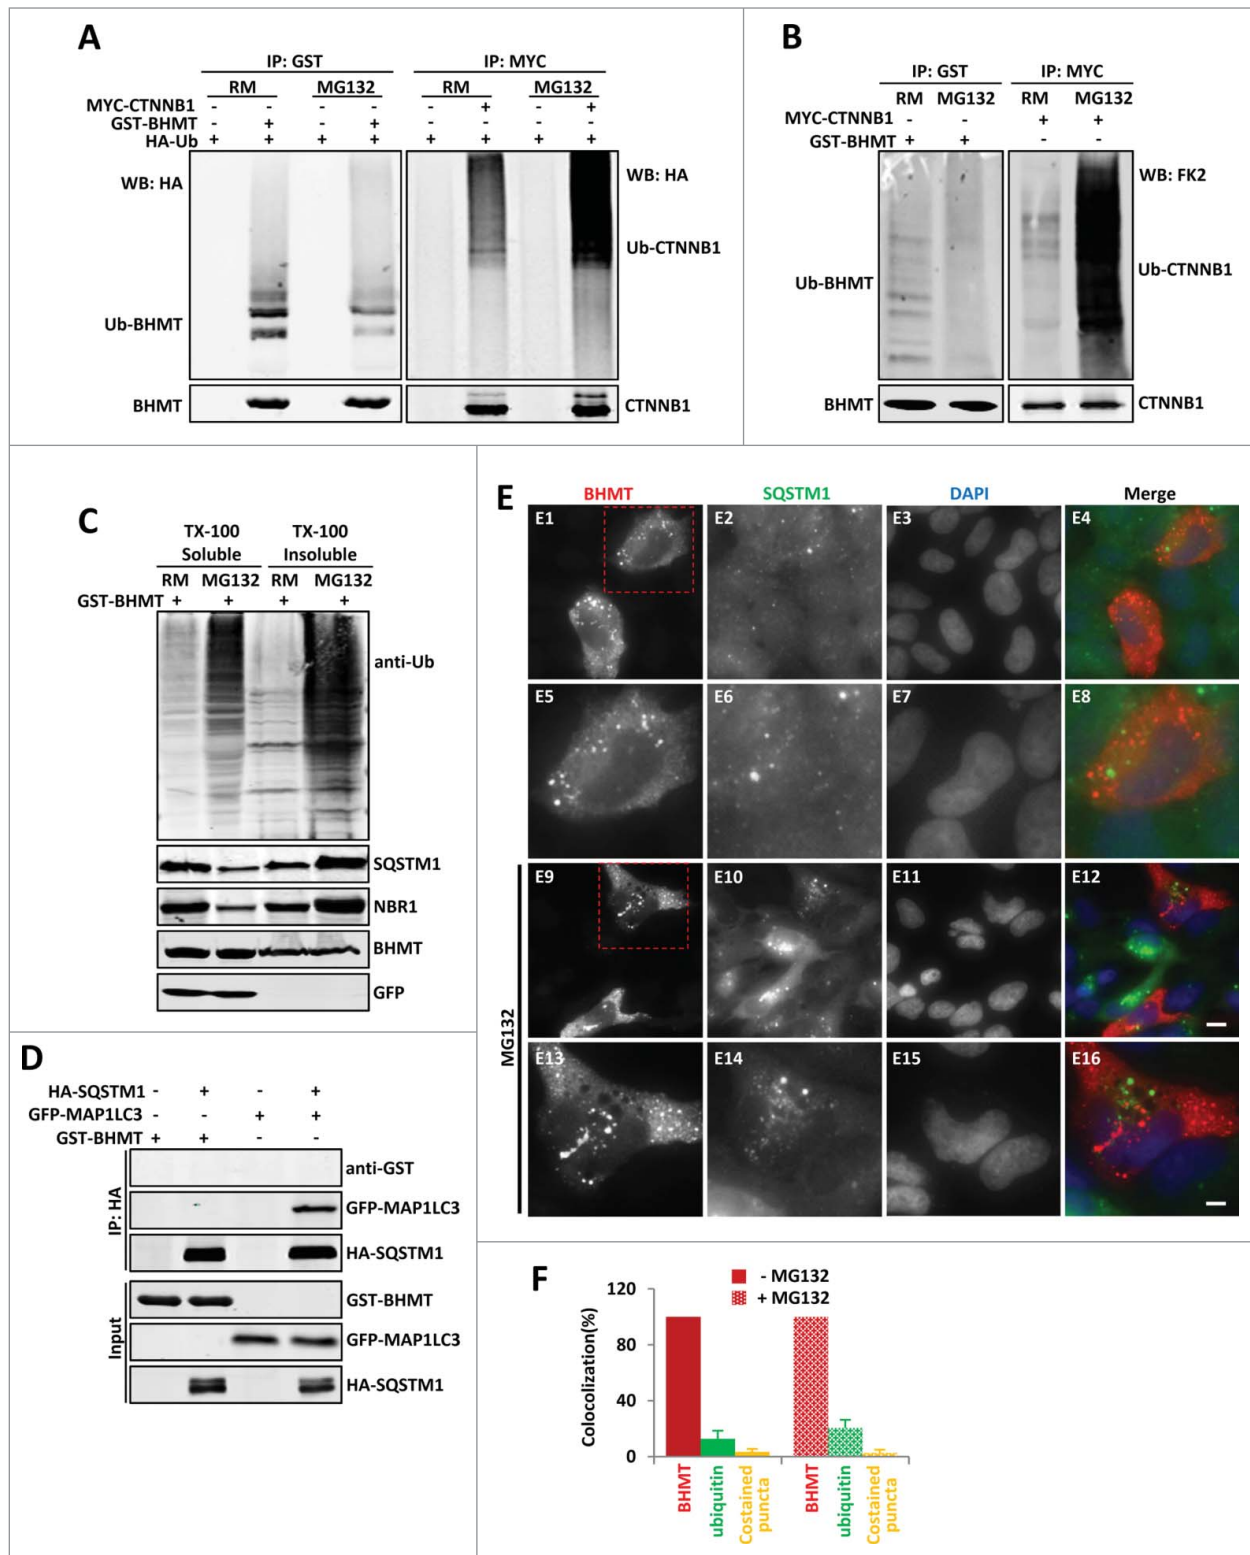 A
IP: GST IP: MYC
RM MG132 RM MG132
MYC-CTNNB1 - - - - - + - +
GST-BHMT - + - + - - - -
HA-Ub + + + + + + + +
WB: HA
WB: HA
Ub-CTNNB1
Ub-BHMT
BHMT
CTNNB1
B
IP: GST IP: MYC
RM MG132 RM MG132
MYC-CTNNB1 - - + +
GST-BHMT + + - -
WB: FK2
Ub-BHMT
Ub-CTNNB1
BHMT
CTNNB1
C
TX-100 TX-100
Soluble Insoluble
RM MG132 RM MG132
GST-BHMT + + + +
anti-Ub
SQSTM1
NBR1
BHMT
GFP
D
HA-SQSTM1 - + - +
GFP-MAP1LC3 - - + +
GST-BHMT + + - -
IP: HA
anti-GST
GFP-MAP1LC3
HA-SQSTM1
Input
GST-BHMT
GFP-MAP1LC3
HA-SQSTM1
E
BHMT SQSTM1 DAPI Merge
E1 E2 E3 E4
E5 E6 E7 E8
MG132
E9 E10 E11 E12
E13 E14 E15 E16
F
- MG132
+ MG132
Colocolization(%)
120
80
40
0
BHMT
ubiquitin
Costained
puncta
BHMT
ubiquitin
Costained
puncta